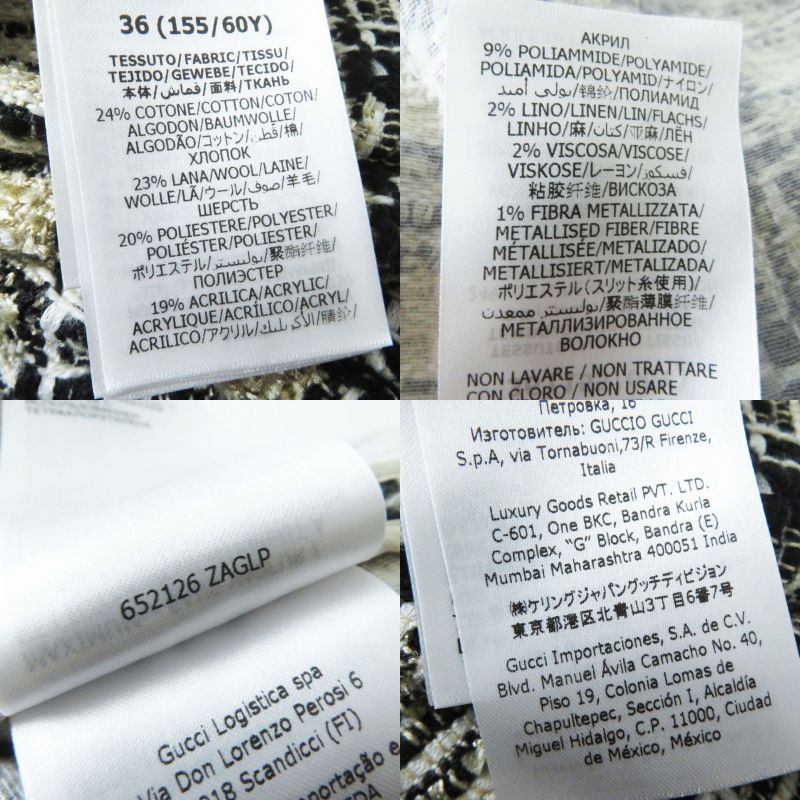 36 (155/60Y)
TESSUTO/FABRIC/TISSU/
TEJIDO/GEWEBE/TECIDO/
本体/قماش/面料/ТКАНЬ
24% COTONE/COTTON/COTON/
ALGODON/BAUMWOLLE/
ALGODÃO/コットン/قطن/棉/
ХЛОПОК
23% LANA/WOOL/LAINE/
WOLLE/LÃ/ウール/صوف/羊毛/
ШЕРСТЬ
20% POLIESTERE/POLYESTER/
POLIÉSTER/POLIESTER/
ポリエステル/بوليستر/聚酯纤维/
ПОЛИЭСТЕР
19% ACRILICA/ACRYLIC/
ACRYLIQUE/ACRÍLICO/ACRYL/
ACRILICO/アクリル/الأكريليك/腈纶/
АКРИЛ
9% POLIAMMIDE/POLYAMIDE/
POLIAMIDA/POLYAMID/ナイロン/
بولي أميد/锦纶/ПОЛИАМИД
2% LINO/LINEN/LIN/FLACHS/
LINHO/麻/كتان/亚麻/ЛЁН
2% VISCOSA/VISCOSE/
VISKOSE/レーヨン/فسكوز/
粘胶纤维/ВИСКОЗА
1% FIBRA METALLIZZATA/
METALLISED FIBER/FIBRE
MÉTALLISÉE/METALIZADO/
METALLISIERT/METALIZADA/
ポリエステル(スリット糸使用)/
بوليستر ممعدن/聚酯薄膜纤维/
МЕТАЛЛИЗИРОВАННОЕ
ВОЛОКНО
NON LAVARE / NON TRATTARE
CON CLORO / NON USARE
652126 ZAGLP
Gucci Logistica spa
Via Don Lorenzo Perosi 6
018 Scandicci (FI)
Петровка, 16
Изготовитель: GUCCIO GUCCI
S.p.A, via Tornabuoni,73/R Firenze,
Italia
Luxury Goods Retail PVT. LTD.
C-601, One BKC, Bandra Kurla
Complex, "G" Block, Bandra (E)
Mumbai Maharashtra 400051 India
㈱ケリングジャパングッチディビジョン
東京都港区北青山3丁目6番7号
Gucci Importaciones, S.A. de C.V.
Blvd. Manuel Ávila Camacho No. 40,
Piso 19, Colonia Lomas de
Chapultepec, Sección I, Alcaldía
Miguel Hidalgo, C.P. 11000, Ciudad
de México, México